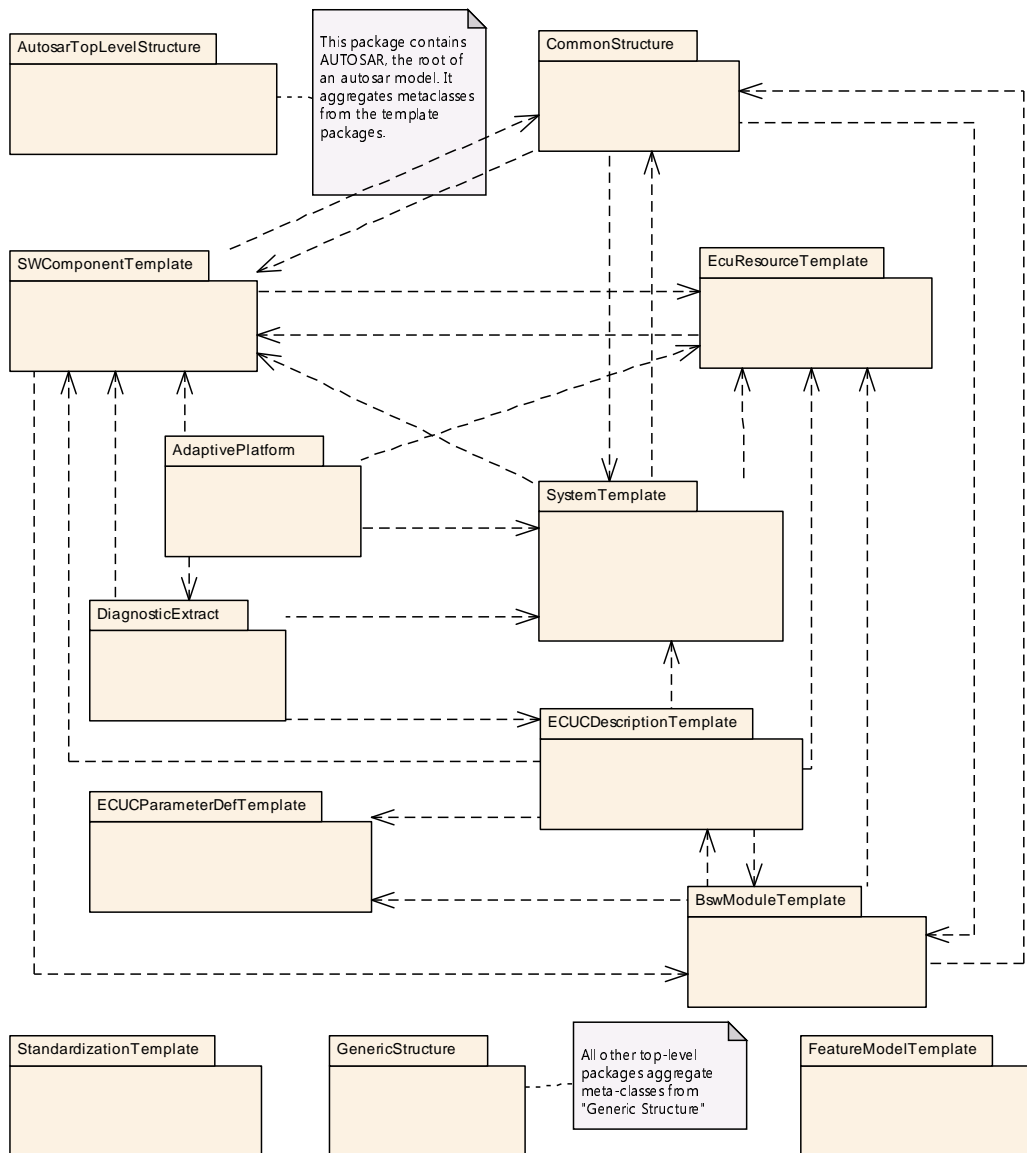 AutosarTopLevelStructure
This package contains
AUTOSAR, the root of
an autosar model. It
aggregates metaclasses
from the template
packages.
CommonStructure
SWComponentTemplate
EcuResourceTemplate
AdaptivePlatform
SystemTemplate
DiagnosticExtract
ECUCDescriptionTemplate
ECUCParameterDefTemplate
BswModuleTemplate
StandardizationTemplate
GenericStructure
All other top-level
packages aggregate
meta-classes from
"Generic Structure"
FeatureModelTemplate